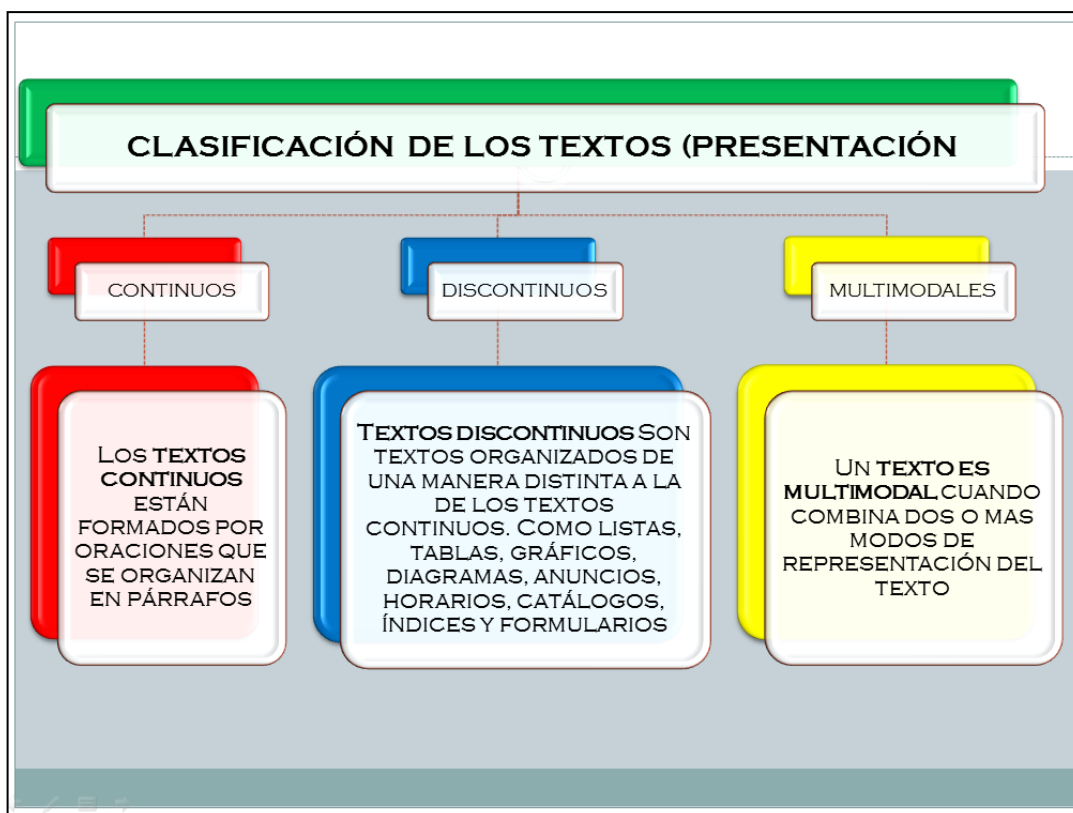 CLASIFICACIÓN DE LOS TEXTOS (PRESENTACIÓN
CONTINUOS
DISCONTINUOS
MULTIMODALES
LOS TEXTOS
CONTINUOS
ESTÁN
FORMADOS POR
ORACIONES QUE
SE ORGANIZAN
EN PÁRRAFOS
TEXTOS DISCONTINUOS SON
TEXTOS ORGANIZADOS DE
UNA MANERA DISTINTA A LA
DE LOS TEXTOS
CONTINUOS. COMO LISTAS,
TABLAS, GRÁFICOS,
DIAGRAMAS, ANUNCIOS,
HORARIOS, CATÁLOGOS,
ÍNDICES Y FORMULARIOS
UN TEXTO ES
MULTIMODAL CUANDO
COMBINA DOS O MAS
MODOS DE
REPRESENTACIÓN DEL
TEXTO